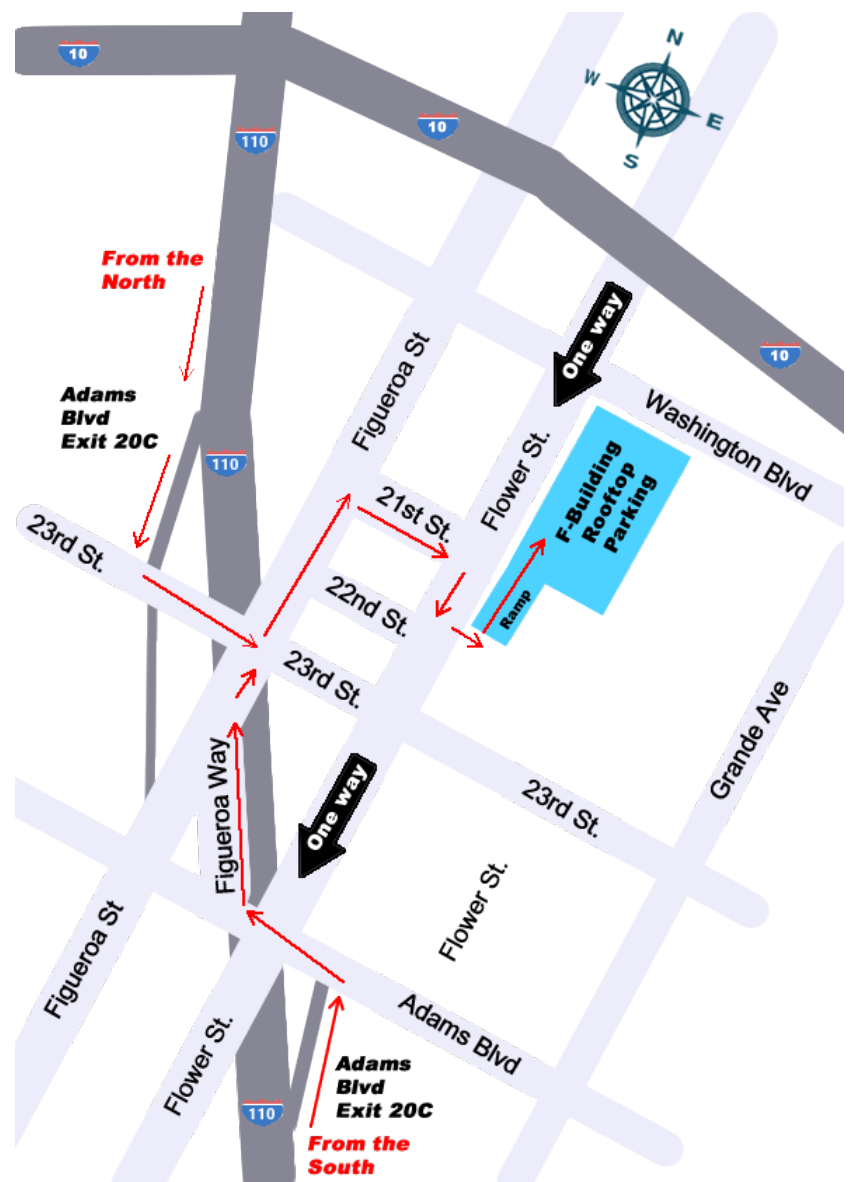 N
W
E
S
10
10
110
From the
North
One way
Figueroa St
10
Adams
Blvd
Exit 20C
Washington Blvd
Flower St.
F-Building
Rooftop
Parking
110
21st St.
23rd St.
22nd St.
Ramp
23rd St.
Grande Ave
Figueroa Way
One way
23rd St.
Flower St.
Figueroa St
Adams Blvd
Flower St.
Adams
Blvd
Exit 20C
110
From the
South